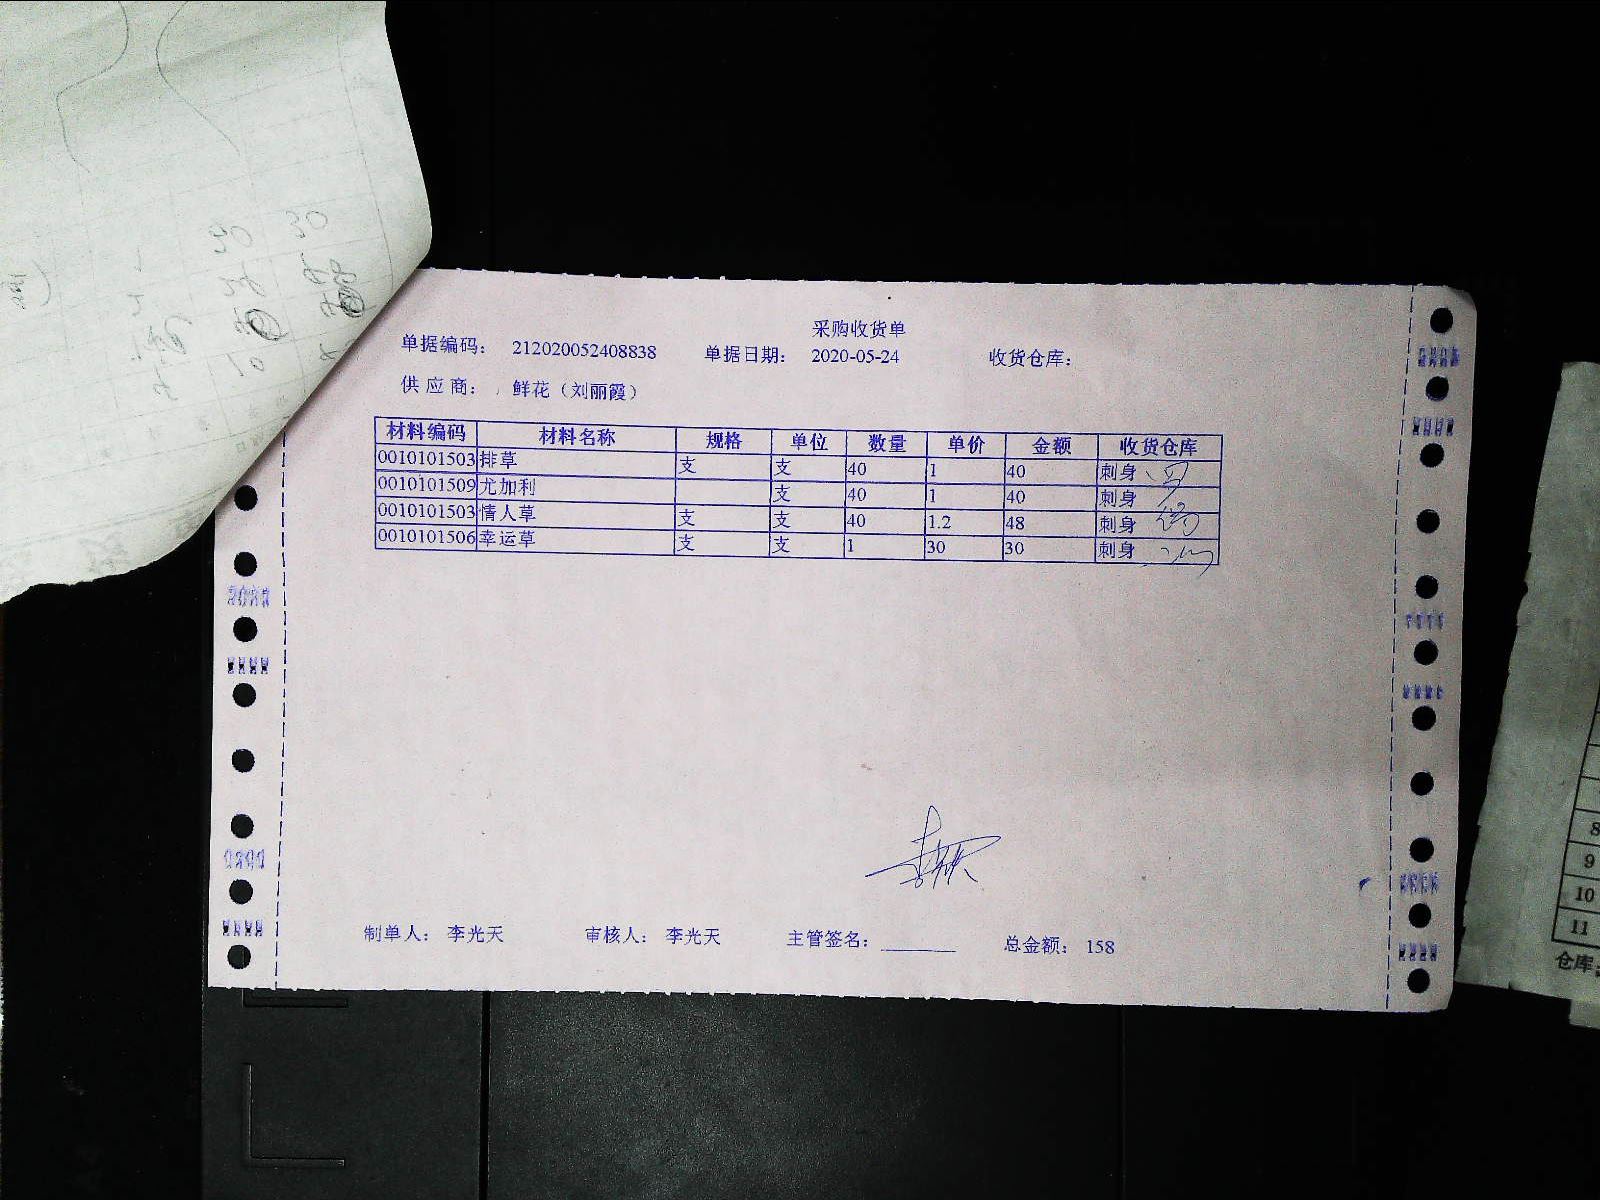 采购收货单
单据编码： 212020052408838 单据日期： 2020-05-24 收货仓库：
供应商： 鲜花（刘丽霞）
材料编码 材料名称 规格 单位 数量 单价 金额 收货仓库
0010101503 排草 支 支 40 1 40 刺身
0010101509 尤加利 支 40 1 40 刺身
0010101503 情人草 支 支 40 1.2 48 刺身
0010101506 幸运草 支 支 1 30 30 刺身
制单人： 李光天 审核人： 李光天 主管签名： 总金额： 158
8
9
10
11
仓库: